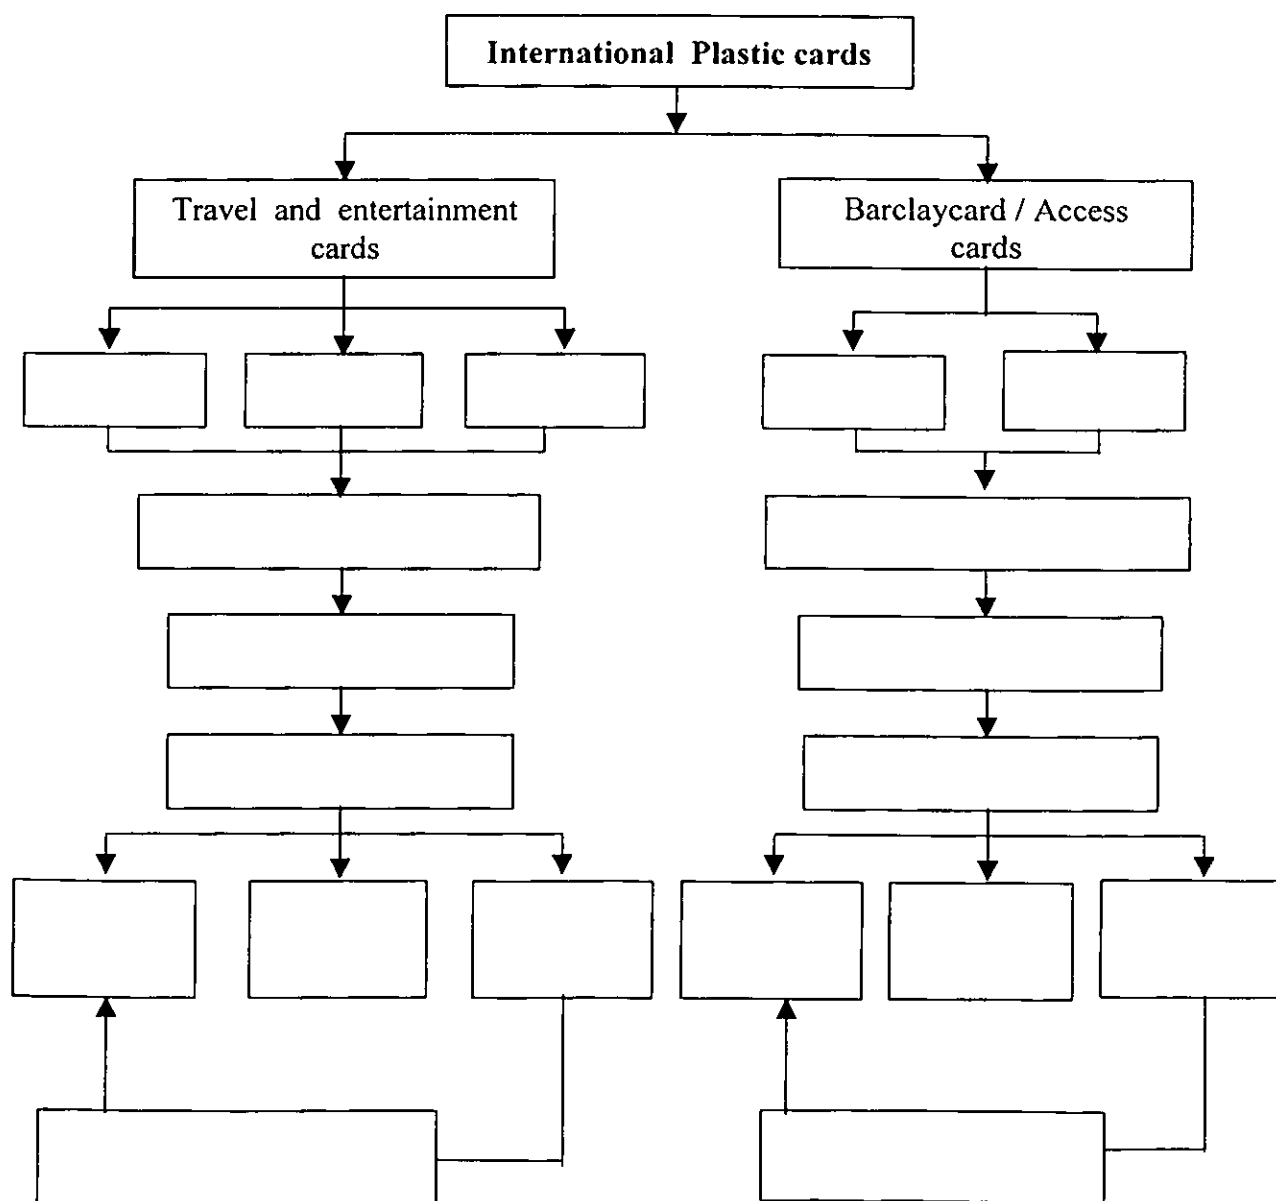 International Plastic cards
Travel and entertainment
cards
Barclaycard / Access
cards